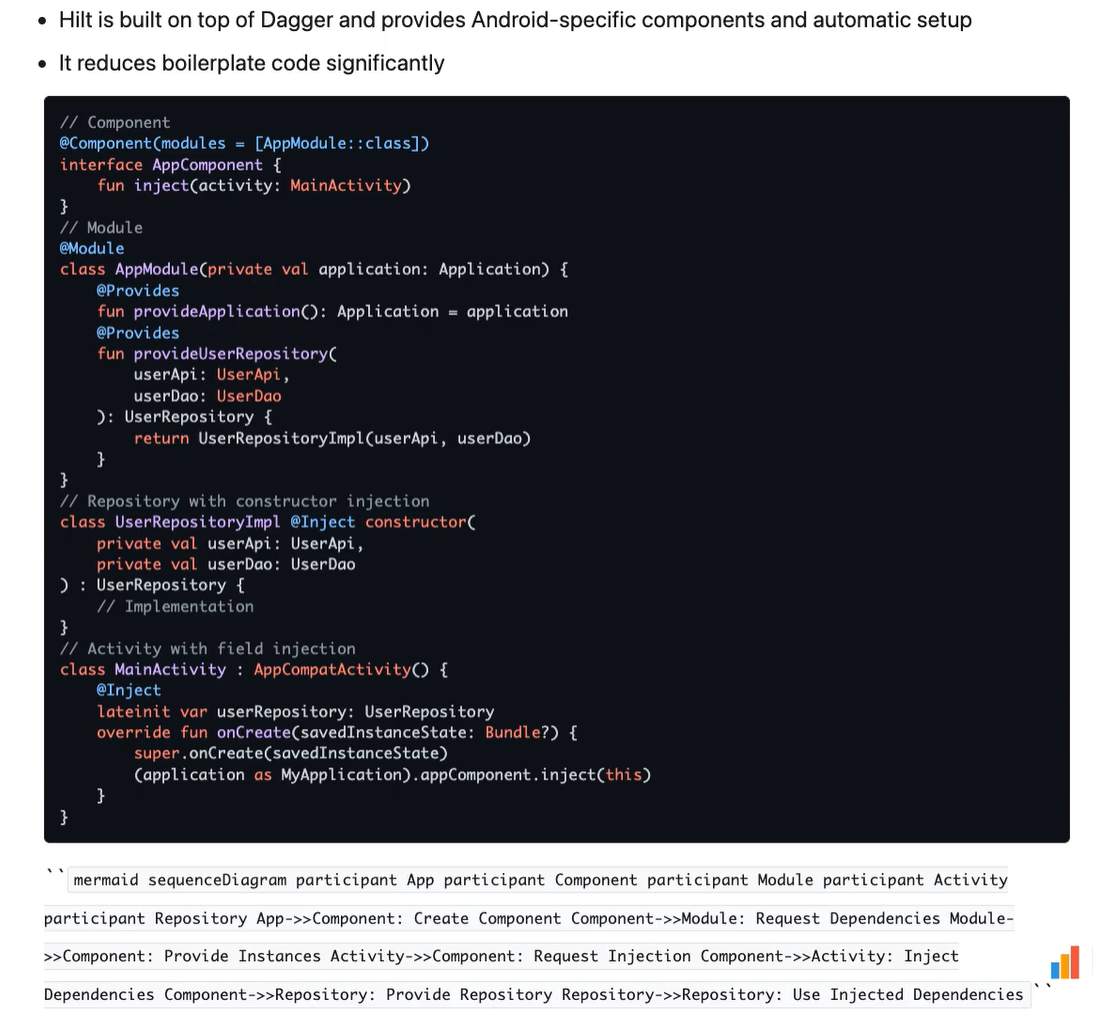 • Hilt is built on top of Dagger and provides Android-specific components and automatic setup
• It reduces boilerplate code significantly
// Component
@Component(modules = [AppModule::class])
interface AppComponent {
    fun inject(activity: MainActivity)
}
// Module
@Module
class AppModule(private val application: Application) {
    @Provides
    fun provideApplication(): Application = application
    @Provides
    fun provideUserRepository(
        userApi: UserApi,
        userDao: UserDao
    ): UserRepository {
        return UserRepositoryImpl(userApi, userDao)
    }
}
// Repository with constructor injection
class UserRepositoryImpl @Inject constructor(
    private val userApi: UserApi,
    private val userDao: UserDao
) : UserRepository {
    // Implementation
}
// Activity with field injection
class MainActivity : AppCompatActivity() {
    @Inject
    lateinit var userRepository: UserRepository
    override fun onCreate(savedInstanceState: Bundle?) {
        super.onCreate(savedInstanceState)
        (application as MyApplication).appComponent.inject(this)
    }
}
``mermaid sequenceDiagram participant App participant Component participant Module participant Activity
participant Repository App->>Component: Create Component Component->>Module: Request Dependencies Module-
>>Component: Provide Instances Activity->>Component: Request Injection Component->>Activity: Inject
Dependencies Component->>Repository: Provide Repository Repository->>Repository: Use Injected Dependencies``